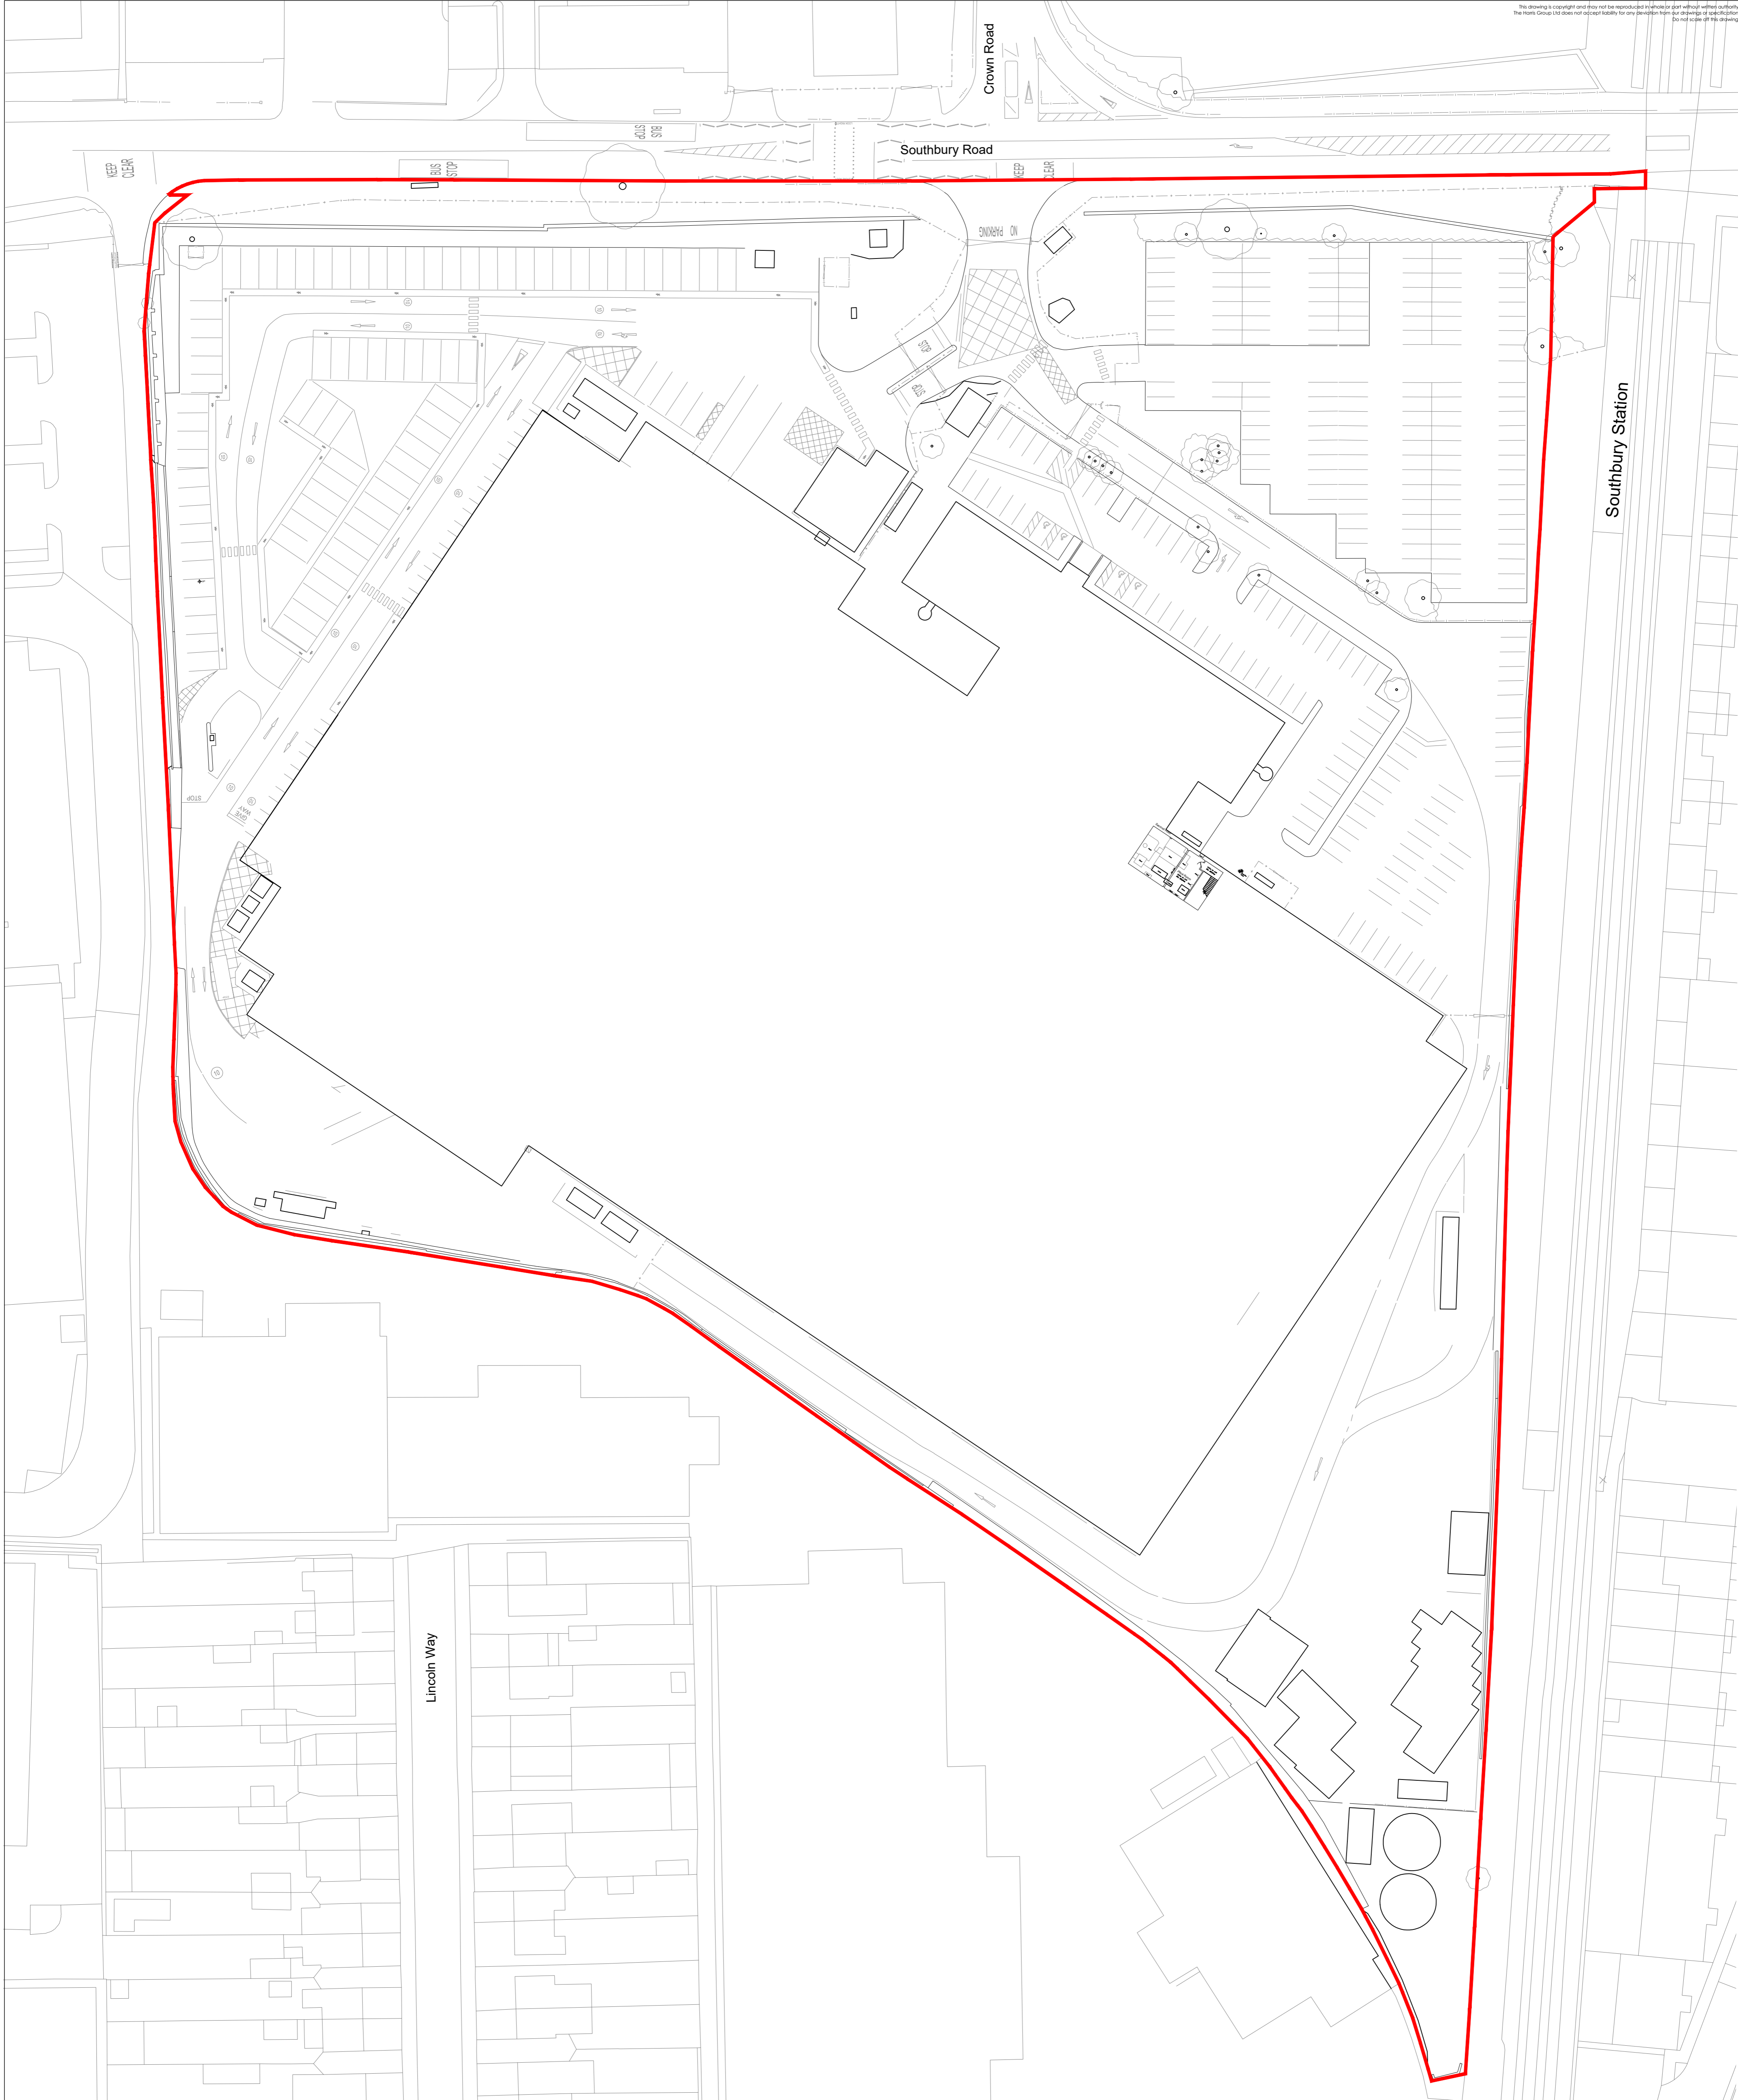 This drawing is copyright and may not be reproduced in whole or part without written authority
The Harris Group Ltd does not accept liability for any deviation from our drawings or specification
Do not scale off this drawing
Crown Road
BUS
STOP
Southbury Road
KEEP
CLEAR
BUS
STOP
KEEP
CLEAR
NO PARKING
STOP
STOP
Southbury Station
STOP
GIVE
WAY
Lincoln Way